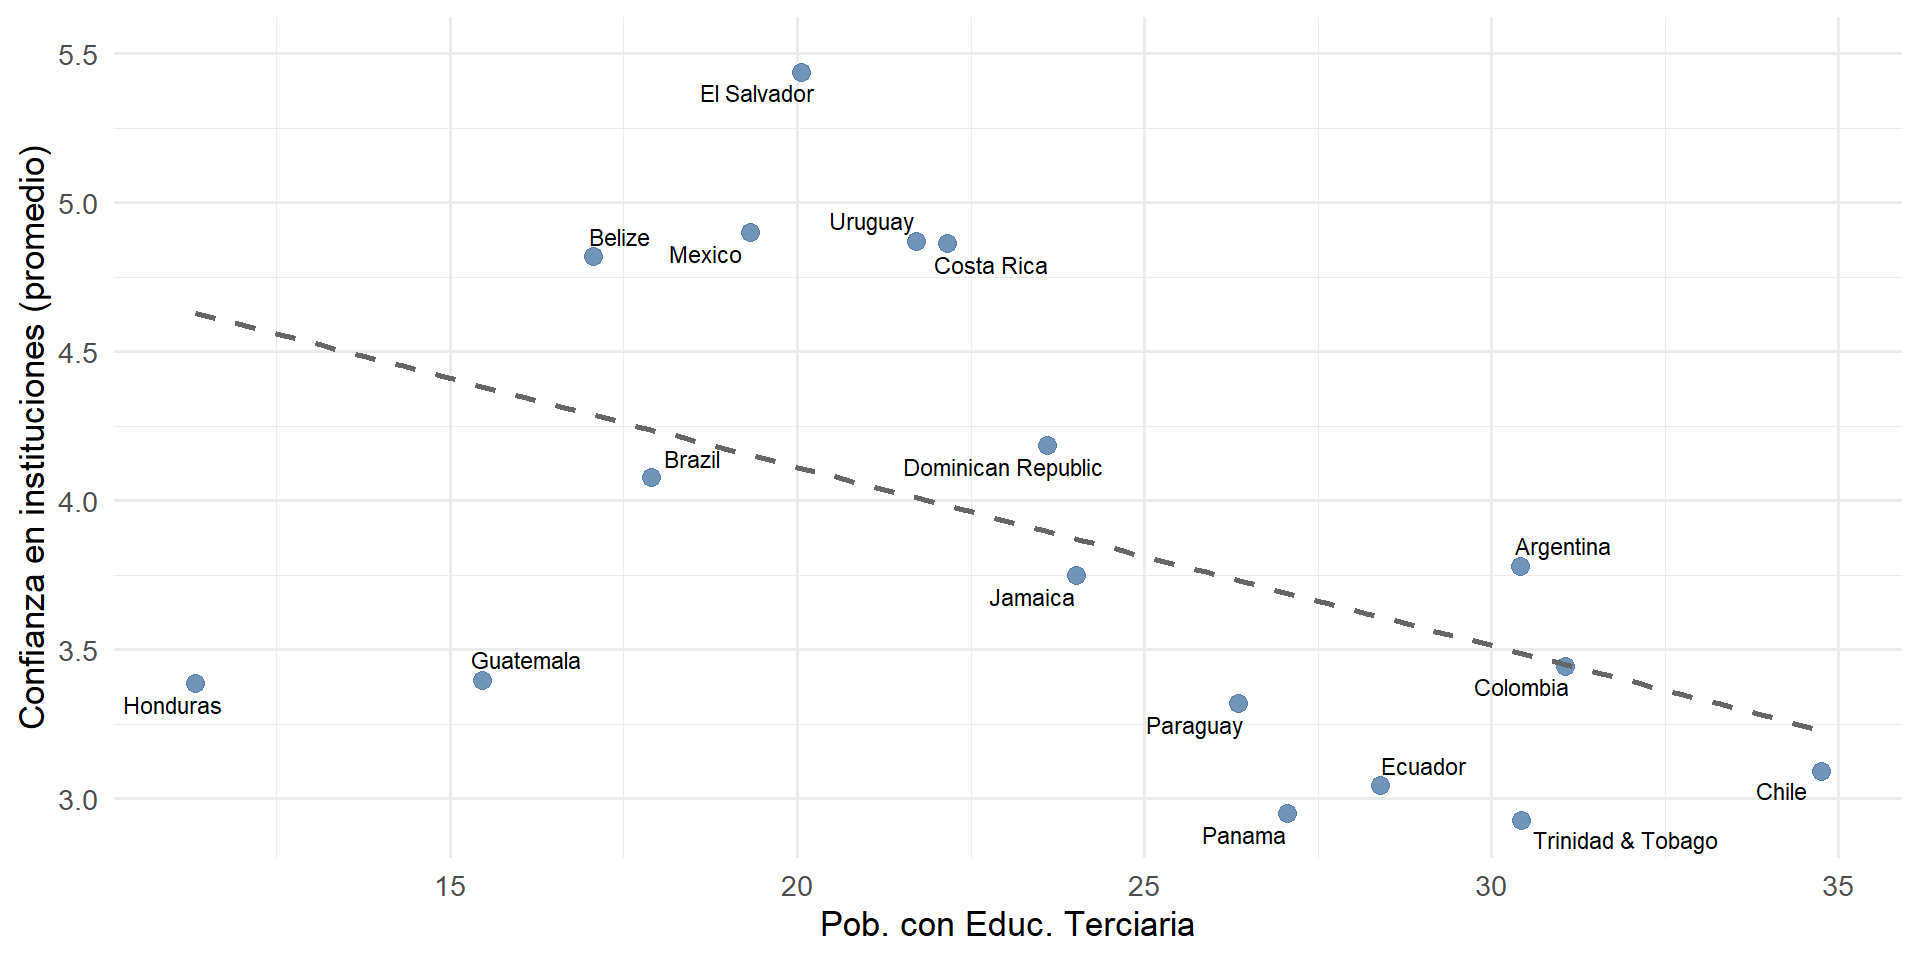 5.5
El Salvador
5.0
Uruguay
Belize
Mexico
Costa Rica
4.5
Brazil
Dominican Republic
4.0
Argentina
Jamaica
3.5
Guatemala
Colombia
Honduras
Paraguay
Ecuador
Chile
3.0
Panama
Trinidad & Tobago
Confianza en instituciones (promedio)
15 20 25 30 35
Pob. con Educ. Terciaria